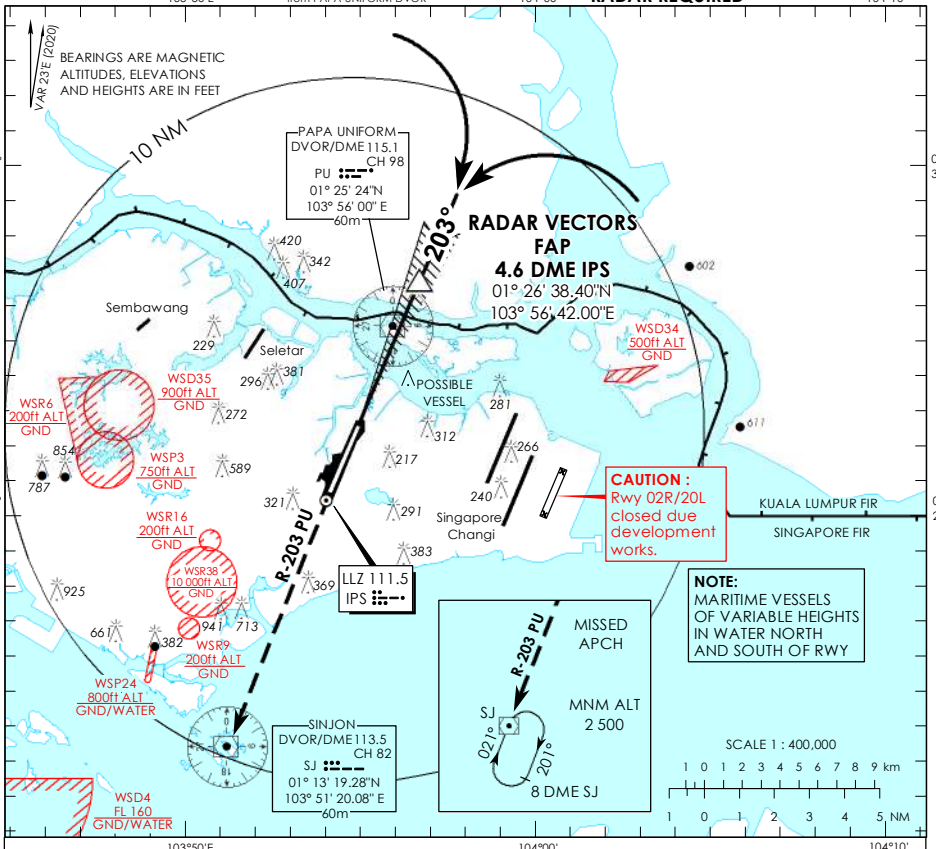 from PAPA UNIFORM DVOR
RADAR REQUIRED
VAR 23'E (2020)
BEARINGS ARE MAGNETIC
ALTITUDES, ELEVATIONS
AND HEIGHTS ARE IN FEET
10 NM
PAPA UNIFORM
DVOR/DME 115.1
CH 98
PU
01° 25' 24"N
103° 56' 00" E
60m
203°
RADAR VECTORS
FAP
4.6 DME IPS
01° 26' 38.40"N
103° 56' 42.00"E
420
342
407
602
Sembawang
229
Seletar
381
296
WSD34
500ft ALT
GND
POSSIBLE
VESSEL
281
WSD35
900ft ALT
GND
WSR6
200ft ALT
GND
272
312
611
854
787
WSP3
750ft ALT
GND
589
217
266
240
321
291
Singapore
Changi
CAUTION :
Rwy 02R/20L
closed due
development
works.
KUALA LUMPUR FIR
SINGAPORE FIR
WSR16
200ft ALT
GND
R-203 PU
383
WSR38
10 000ft ALT
GND
369
LLZ 111.5
IPS
925
941
713
661
382
WSR9
200ft ALT
GND
NOTE:
MARITIME VESSELS
OF VARIABLE HEIGHTS
IN WATER NORTH
AND SOUTH OF RWY
WSP24
800ft ALT
GND/WATER
R-203 PU
MISSED
APCH
MNM ALT
2 500
SJ
021°
201°
8 DME SJ
SINJON
DVOR/DME 113.5
CH 82
SJ
01° 13' 19.28"N
103° 51' 20.08" E
60m
WSD4
FL 160
GND/WATER
SCALE 1 : 400,000
1 0 1 2 3 4 5 6 7 8 9 km
1 0 1 2 3 4 5 NM
103°50'E
104°00'
104°10'